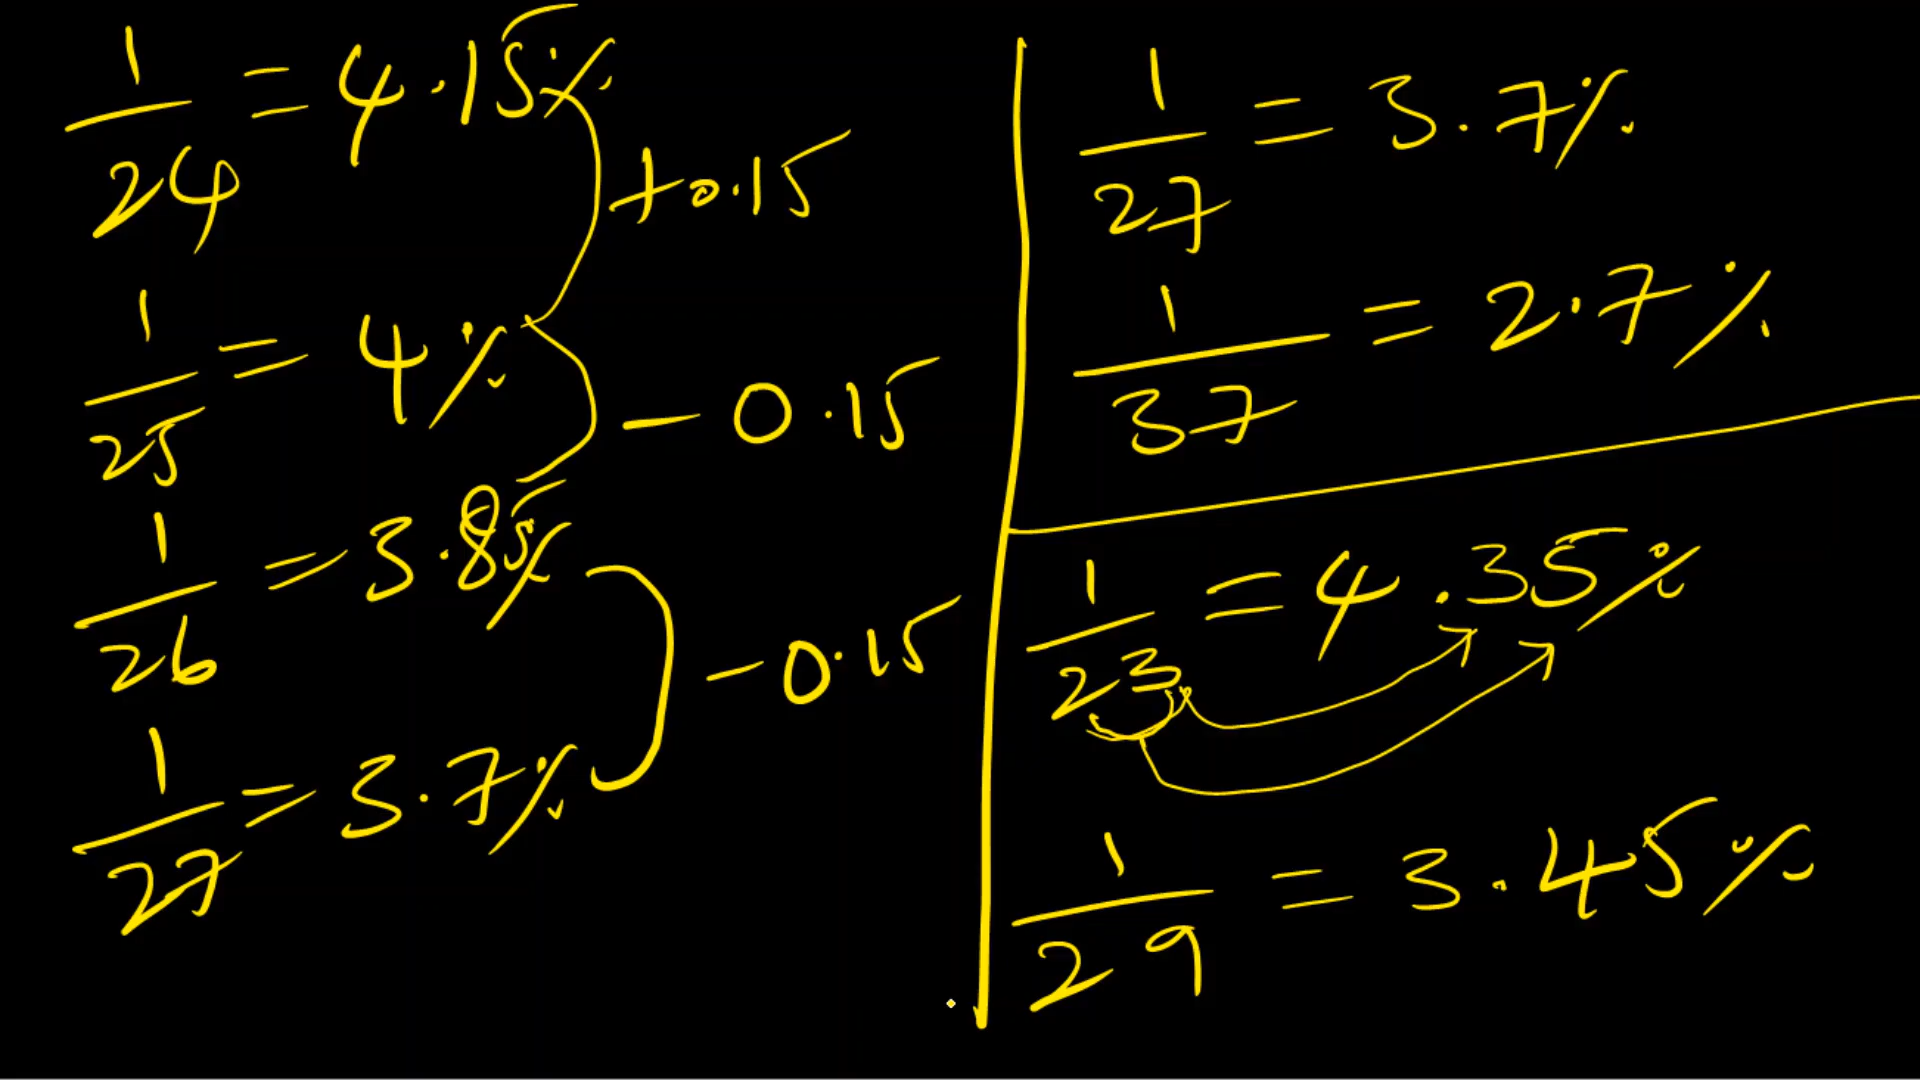 1/24 = 4.15%
+0.15
1/25 = 4%
-0.15
1/26 = 3.85%
-0.15
1/27 = 3.7%
1/27 = 3.7%
1/37 = 2.7%
1/23 = 4.35%
1/29 = 3.45%